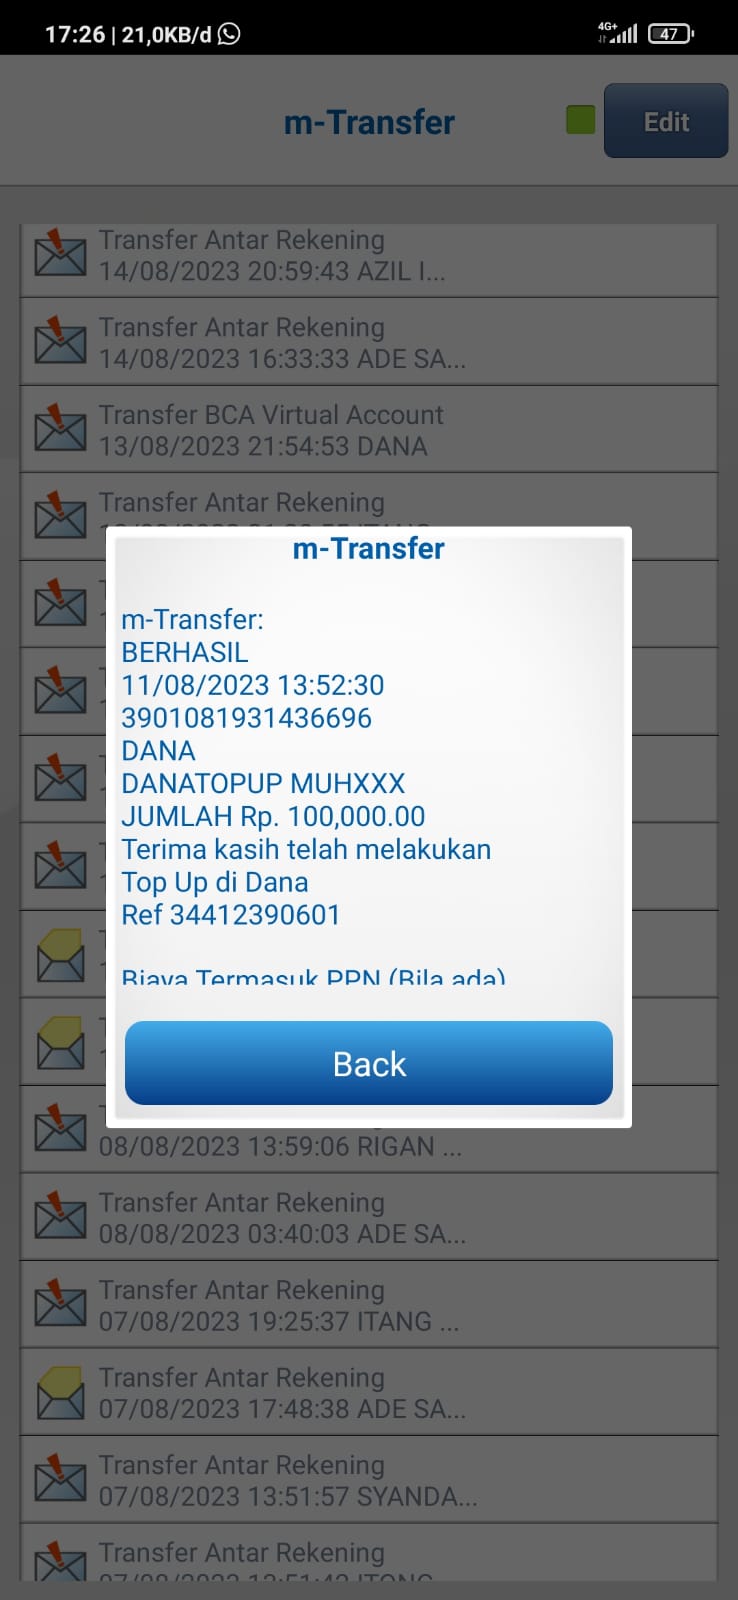 17:26 | 21,0KB/d
4G+
47
m-Transfer
Edit
Transfer Antar Rekening
14/08/2023 20:59:43 AZIL I...
Transfer Antar Rekening
14/08/2023 16:33:33 ADE SA...
Transfer BCA Virtual Account
13/08/2023 21:54:53 DANA
Transfer Antar Rekening
m-Transfer
m-Transfer:
BERHASIL
11/08/2023 13:52:30
3901081931436696
DANA
DANATOPUP MUHXXX
JUMLAH Rp. 100,000.00
Terima kasih telah melakukan
Top Up di Dana
Ref 34412390601
Biaya Termasuk PPN (Bila ada)
Back
08/08/2023 13:59:06 RIGAN ...
Transfer Antar Rekening
08/08/2023 03:40:03 ADE SA...
Transfer Antar Rekening
07/08/2023 19:25:37 ITANG ...
Transfer Antar Rekening
07/08/2023 17:48:38 ADE SA...
Transfer Antar Rekening
07/08/2023 13:51:57 SYANDA...
Transfer Antar Rekening